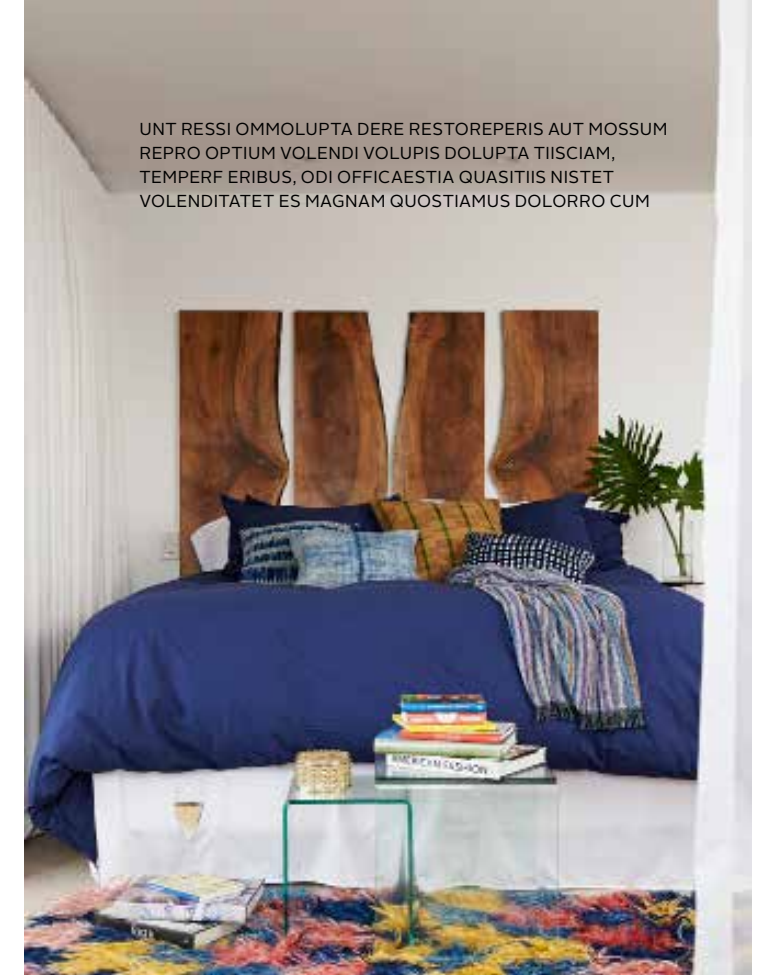 UNT RESSI OMMOLUPTA DERE RESTOREPERIS AUT MOSSUM
REPRO OPTIUM VOLENDI VOLUPIS DOLUPTA TIISCIAM,
TEMPERF ERIBUS, ODI OFFICAESTIA QUASITIIS NISTET
VOLENDITATET ES MAGNAM QUOSTIAMUS DOLORRO CUM
AMERICAN FASHION